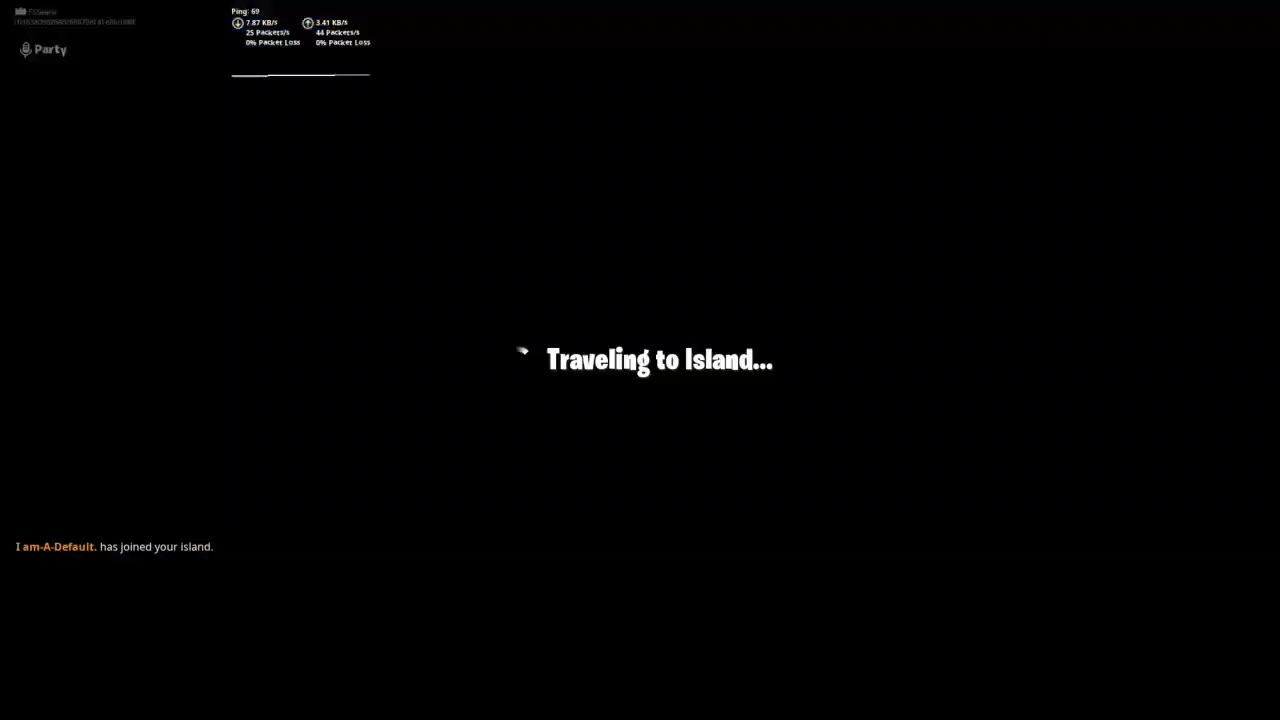 Ping: 69
7.87 KB/s 3.41 KB/s
25 Packets/s 44 Packets/s
0% Packet Loss 0% Packet Loss
Party
Traveling to Island...
I am-A-Default. has joined your island.